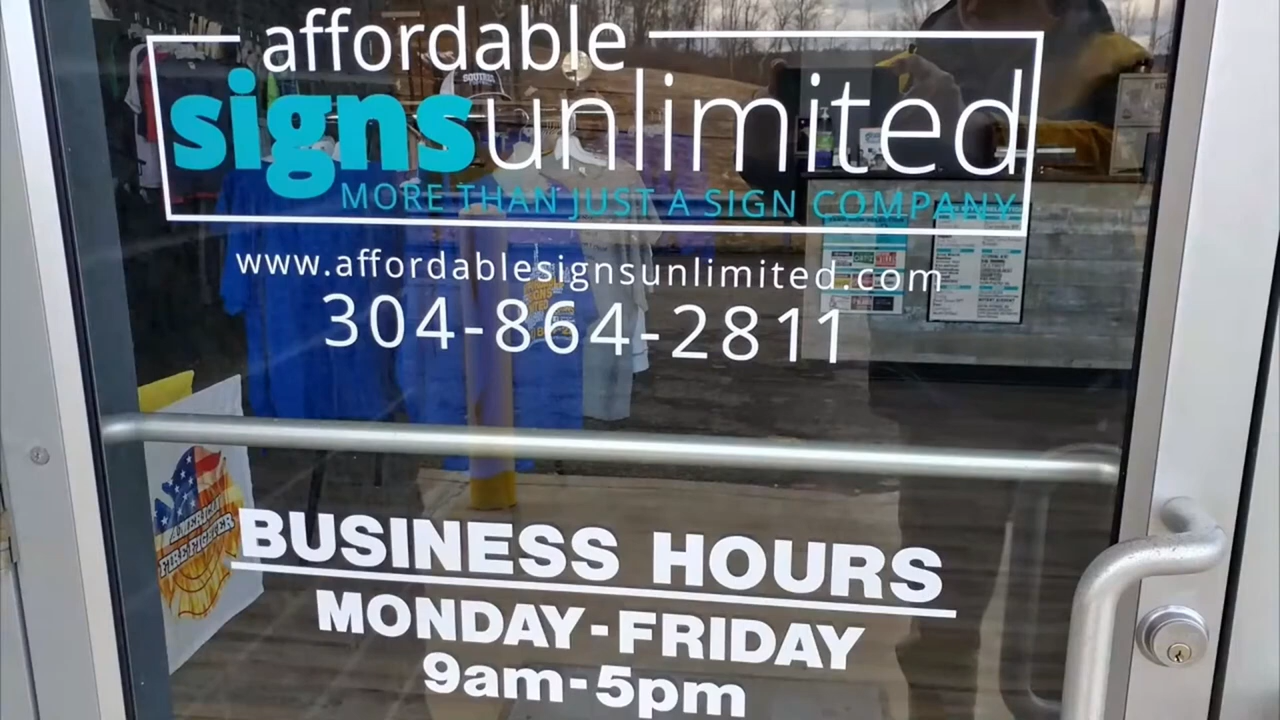 affordable
signsunlimited
MORE THAN JUST A SIGN COMPANY
www.affordablesignsunlimited.com
304-864-2811
AMERICAN
FIRE FIGHTER
BUSINESS HOURS
MONDAY-FRIDAY
9am-5pm